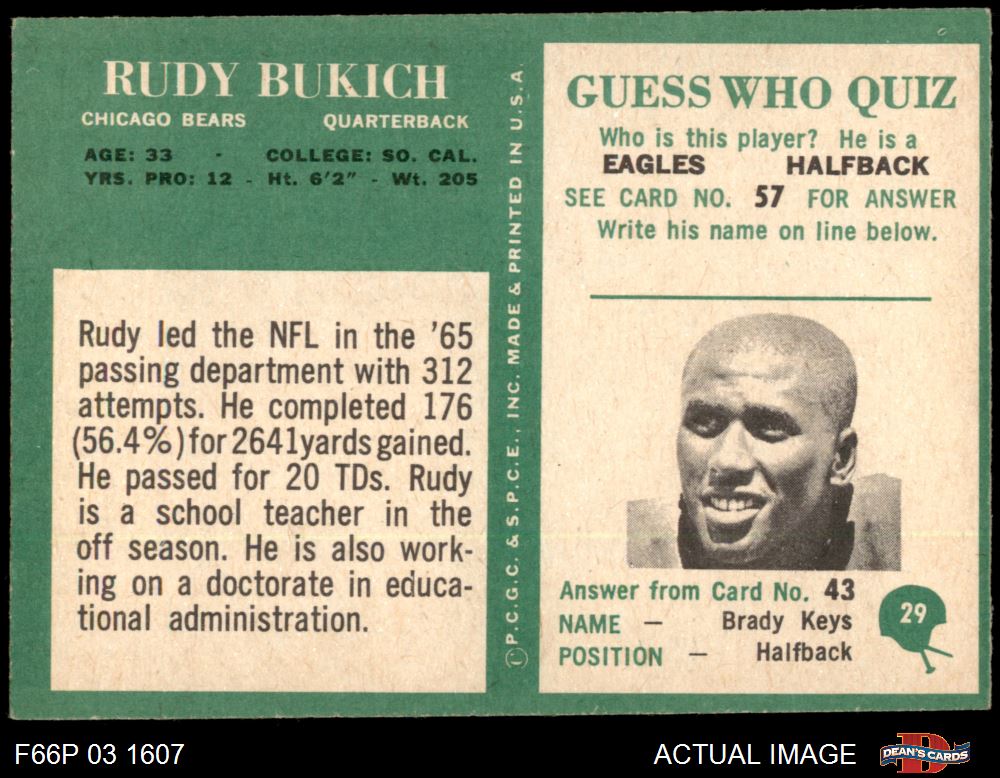 RUDY BUKICH
CHICAGO BEARS QUARTERBACK
AGE: 33 - COLLEGE: SO. CAL.
YRS. PRO: 12 - Ht. 6'2" - Wt. 205
Rudy led the NFL in the '65
passing department with 312
attempts. He completed 176
(56.4%) for 2641 yards gained.
He passed for 20 TDs. Rudy
is a school teacher in the
off season. He is also work-
ing on a doctorate in educa-
tional administration.
Ⓒ P.C.G.C. & S.P.C.E., INC. MADE & PRINTED IN U.S.A.
GUESS WHO QUIZ
Who is this player? He is a
EAGLES HALFBACK
SEE CARD NO. 57 FOR ANSWER
Write his name on line below.
Answer from Card No. 43
NAME — Brady Keys
POSITION — Halfback
29
F66P 03 1607
ACTUAL IMAGE
D
DEAN'S CARDS